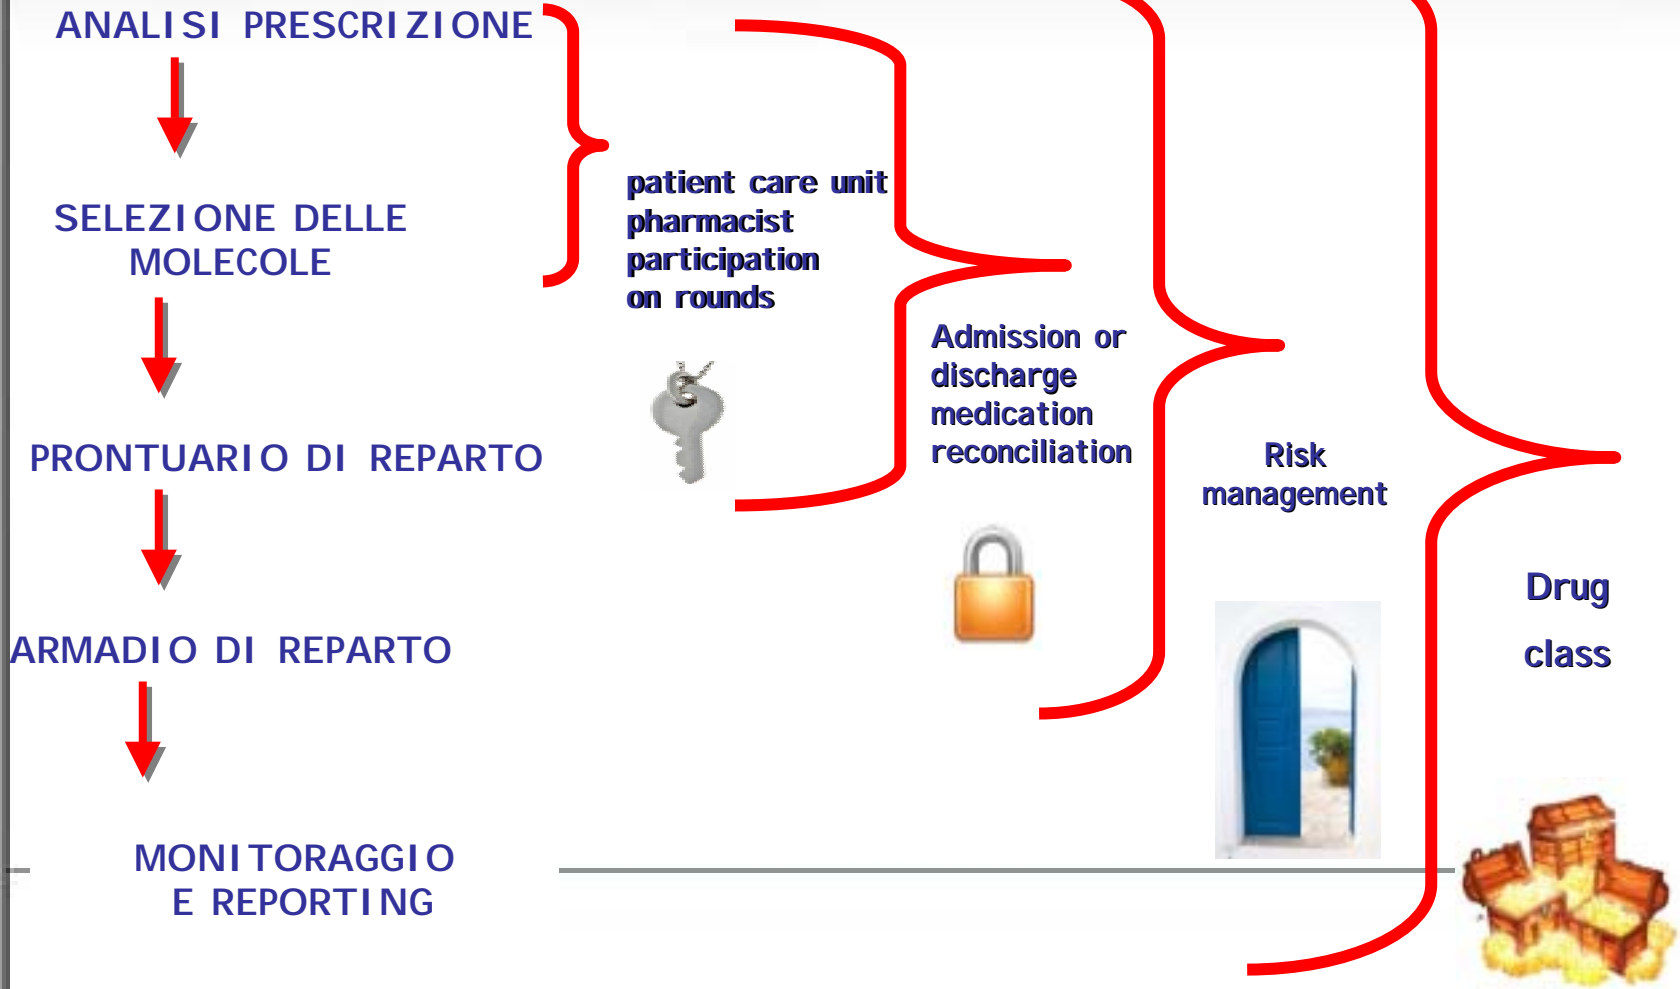 ANALISI PRESCRIZIONE
SELEZIONE DELLE
MOLECOLE
PRONTUARIO DI REPARTO
ARMADIO DI REPARTO
MONITORAGGIO
E REPORTING
patient care unit
pharmacist
participation
on rounds
Admission or
discharge
medication
reconciliation
Risk
management
Drug
class